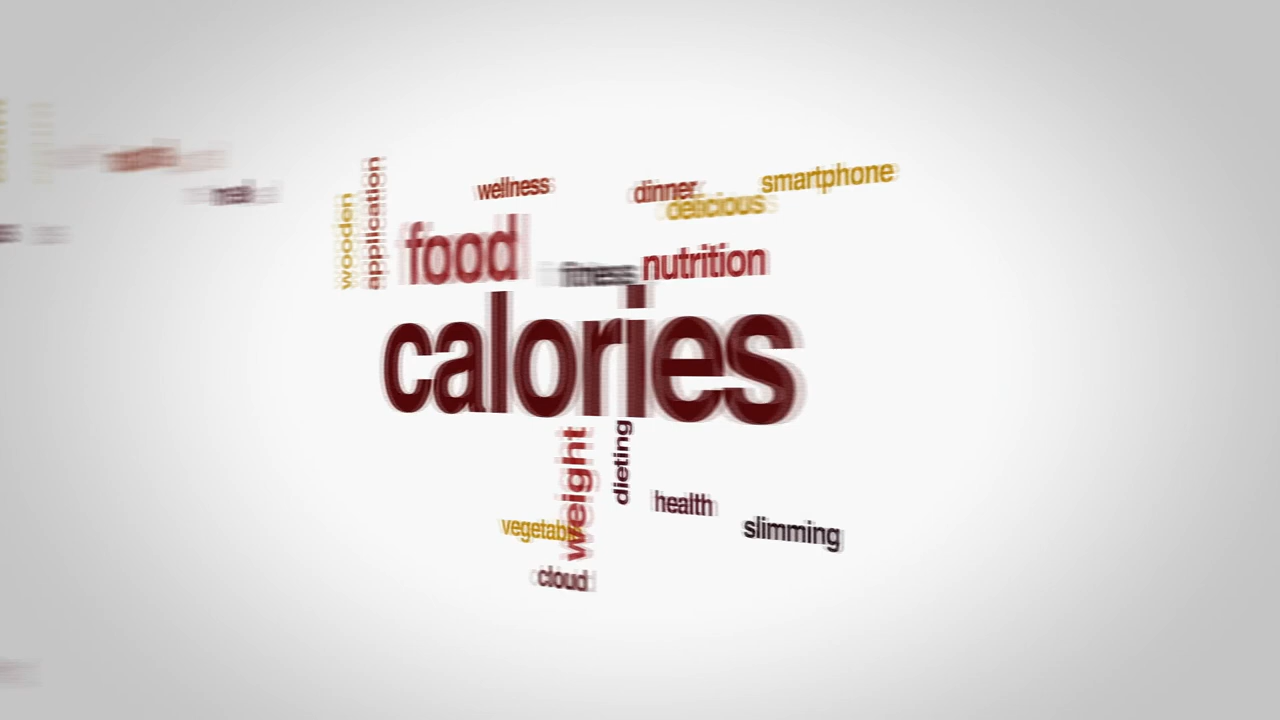 wooden
application
wellness
dinner
delicious
smartphone
food
fitness
nutrition
calories
weight
dieting
health
slimming
cloud